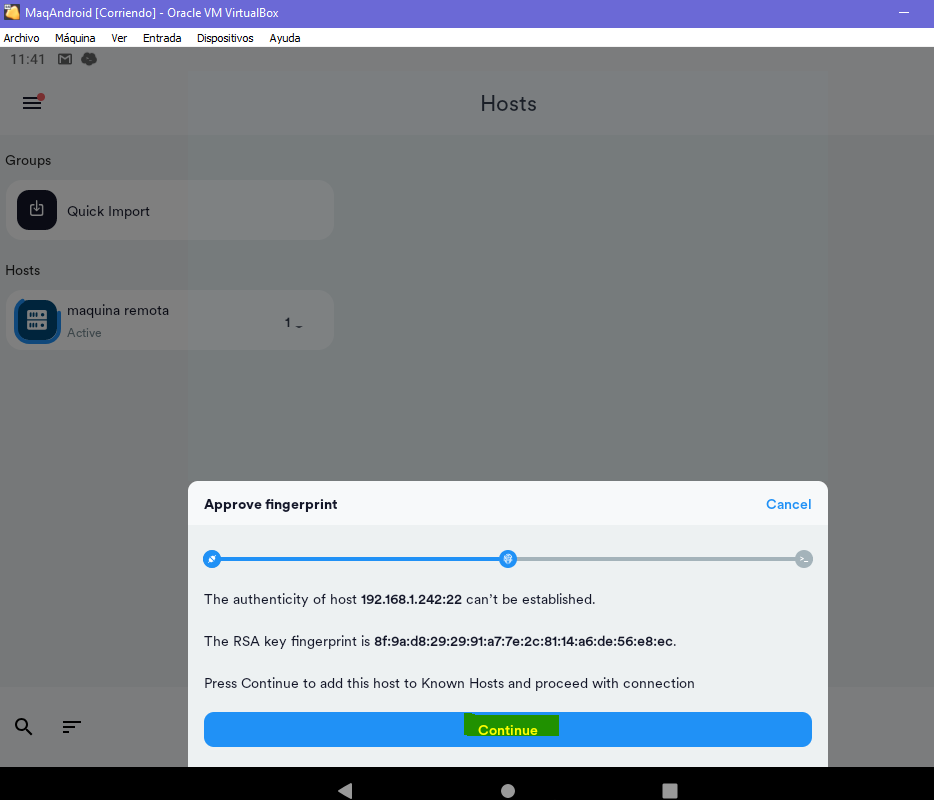 MaqAndroid [Corriendo] - Oracle VM VirtualBox
Archivo Máquina Ver Entrada Dispositivos Ayuda
11:41
Hosts
Groups
Quick Import
Hosts
maquina remota
Active
1
Approve fingerprint
Cancel
The authenticity of host 192.168.1.242:22 can't be established.
The RSA key fingerprint is 8f:9a:d8:29:29:91:a7:7e:2c:81:14:a6:de:56:e8:ec.
Press Continue to add this host to Known Hosts and proceed with connection
Continue